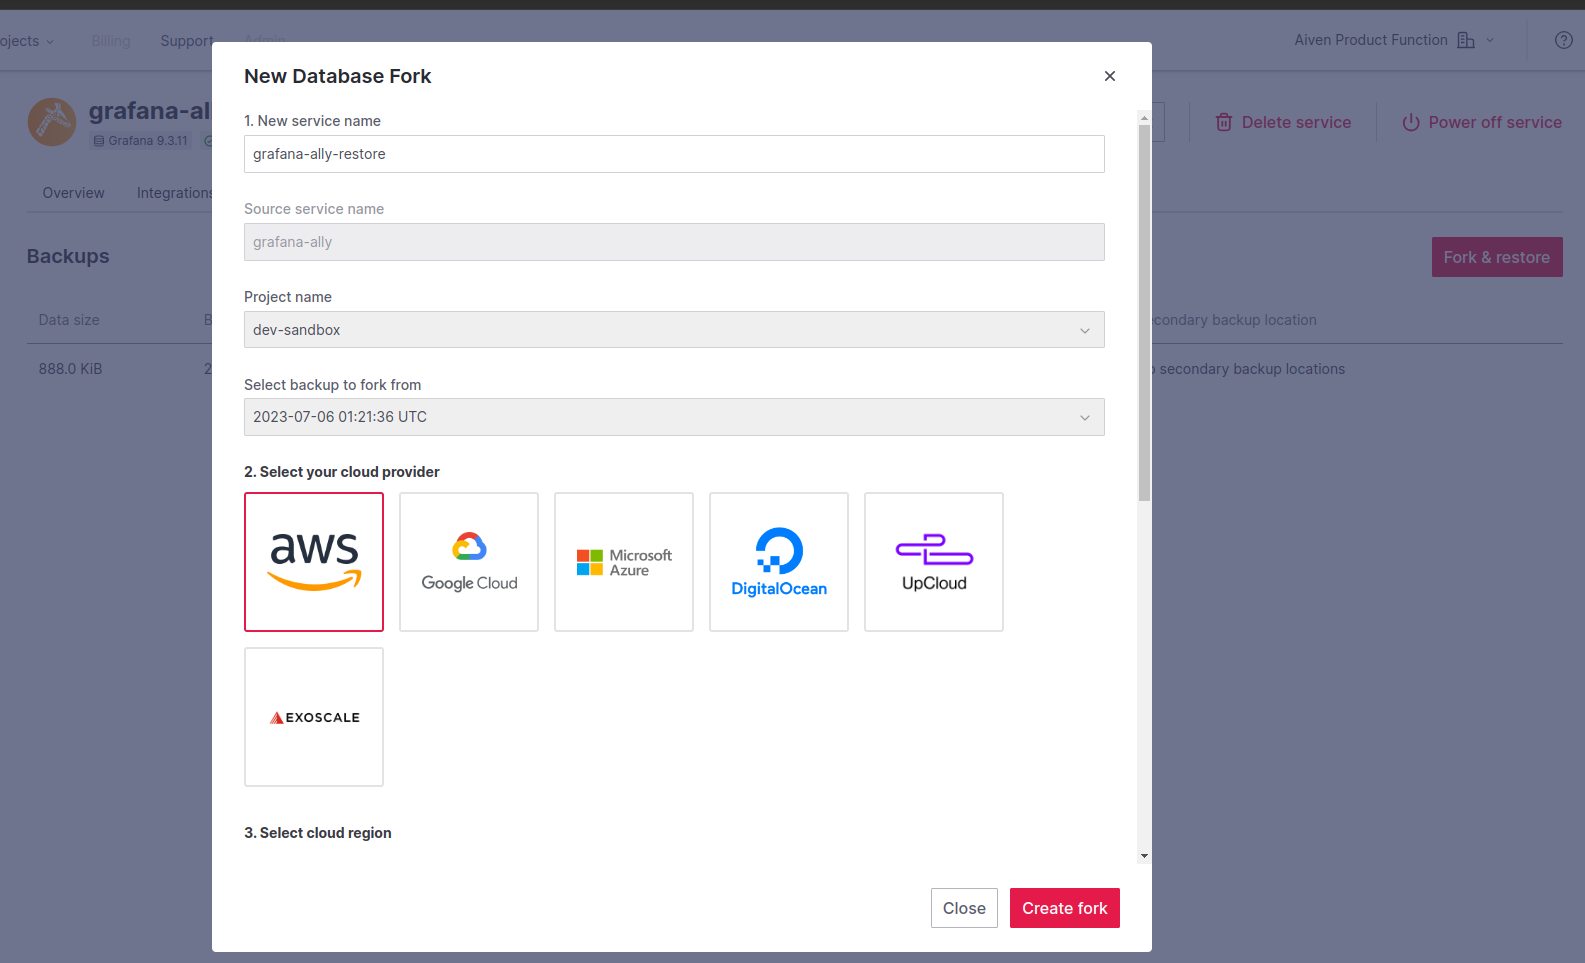 ojects
Billing
Support
Admin
Aiven Product Function
grafana-al
Grafana 9.3.11
Delete service
Power off service
Overview
Integrations
Backups
Fork & restore
Data size
B
econdary backup location
888.0 KiB
2
o secondary backup locations
New Database Fork
1. New service name
grafana-ally-restore
Source service name
grafana-ally
Project name
dev-sandbox
Select backup to fork from
2023-07-06 01:21:36 UTC
2. Select your cloud provider
aws
Google Cloud
Microsoft
Azure
DigitalOcean
UpCloud
EXOSCALE
3. Select cloud region
Close
Create fork